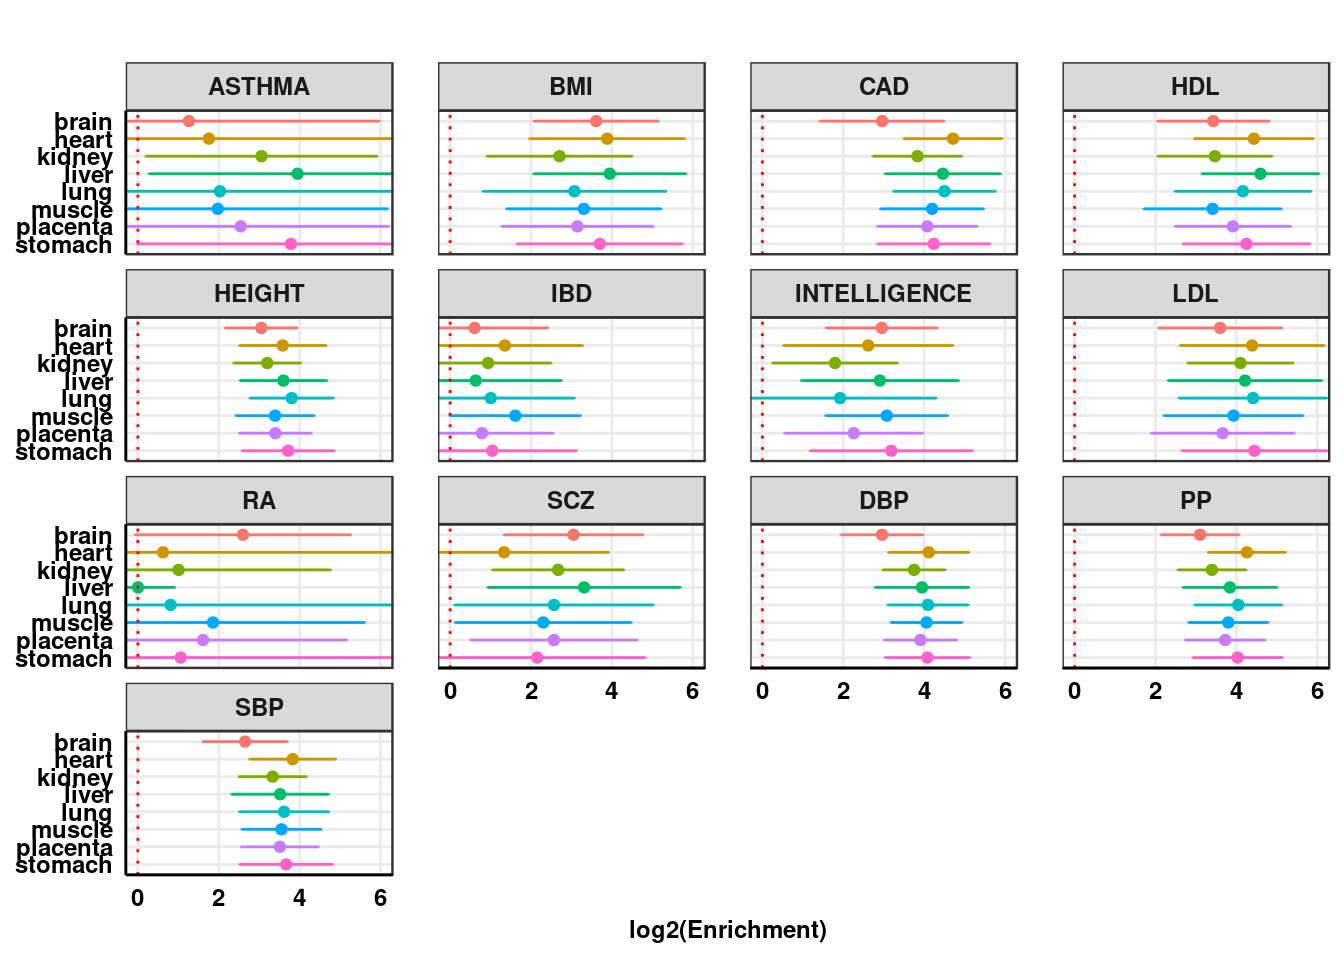 ASTHMA BMI CAD HDL
brain
heart
kidney
liver
lung
muscle
placenta
stomach
HEIGHT IBD INTELLIGENCE LDL
brain
heart
kidney
liver
lung
muscle
placenta
stomach
RA SCZ DBP PP
brain
heart
kidney
liver
lung
muscle
placenta
stomach
0 2 4 6 0 2 4 6 0 2 4 6
SBP
brain
heart
kidney
liver
lung
muscle
placenta
stomach
0 2 4 6
log2(Enrichment)